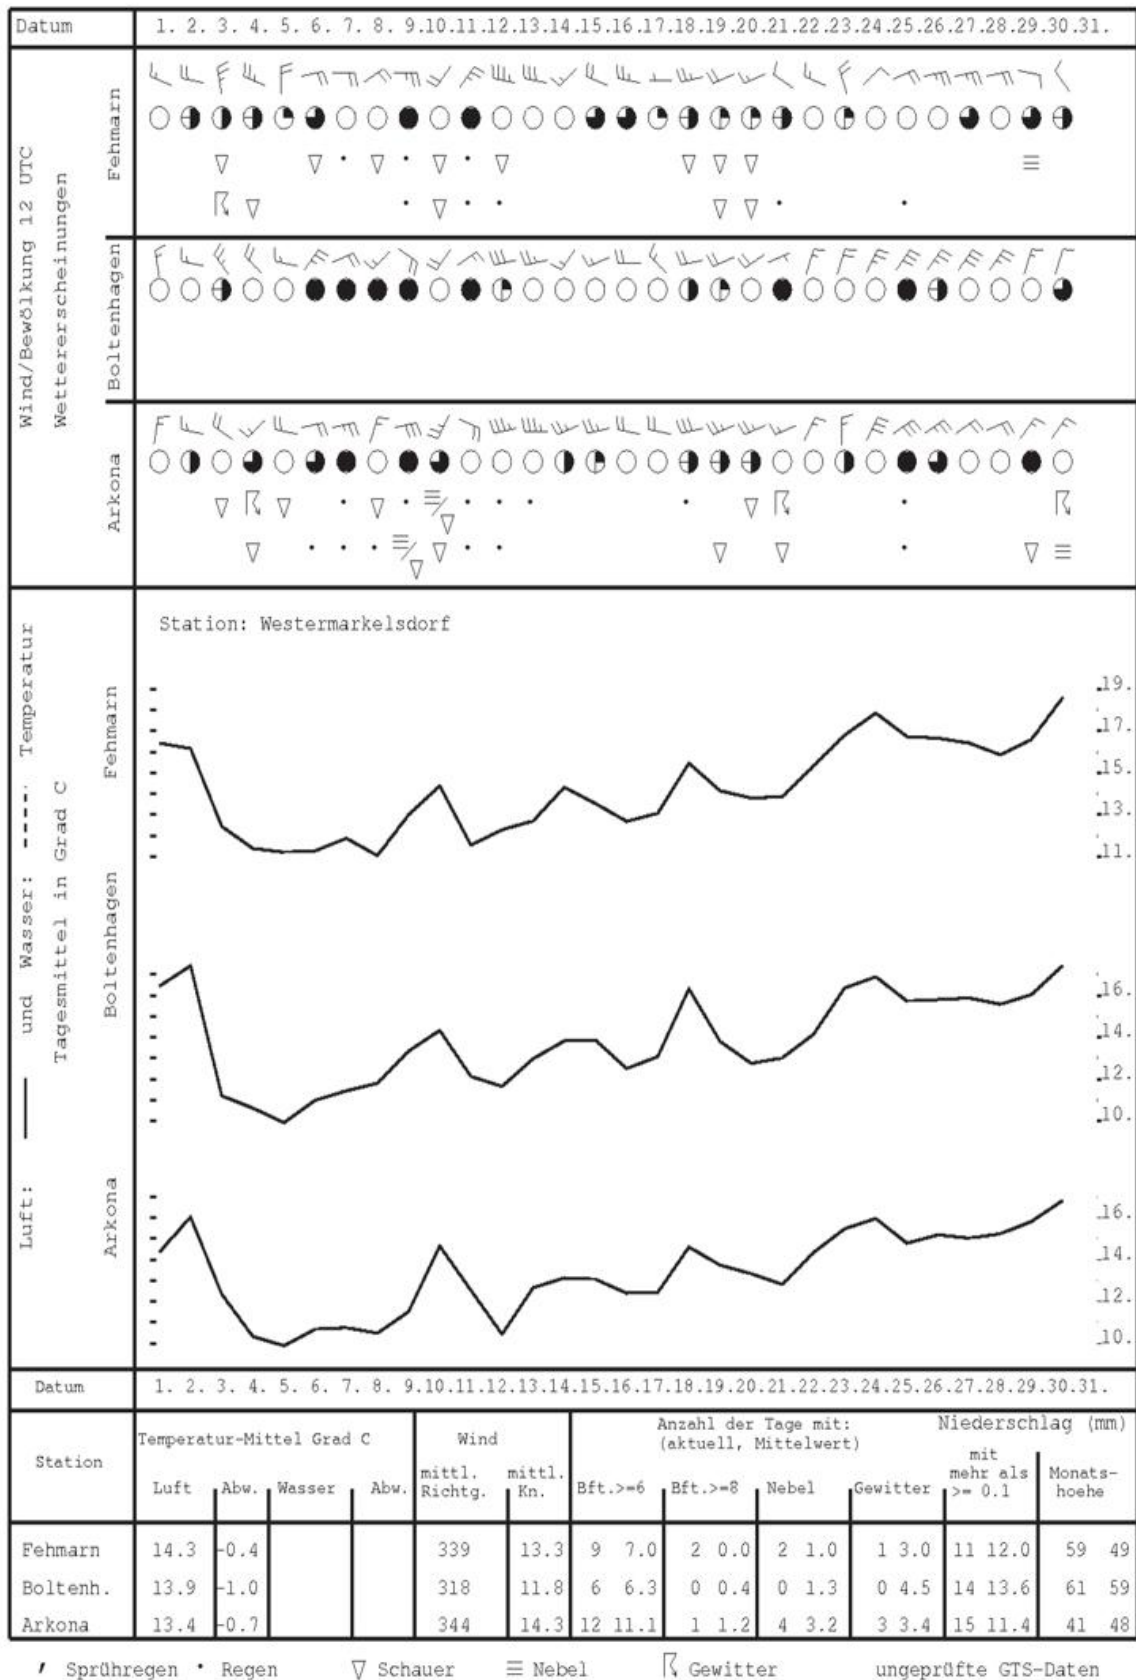 Datum 1. 2. 3. 4. 5. 6. 7. 8. 9.10.11.12.13.14.15.16.17.18.19.20.21.22.23.24.25.26.27.28.29.30.31.
Wind/Bewölkung 12 UTC
Wettererscheinungen
Fehmarn
Boltenhagen
Arkona
Luft: und Wasser: Temperatur
Tagesmittel in Grad C
Station: Westermarkelsdorf
Fehmarn
19.
17.
15.
13.
11.
Boltenhagen
16.
14.
12.
10.
Arkona
16.
14.
12.
10.
Datum 1. 2. 3. 4. 5. 6. 7. 8. 9.10.11.12.13.14.15.16.17.18.19.20.21.22.23.24.25.26.27.28.29.30.31.
Station
Temperatur-Mittel Grad C
Luft Abw. Wasser Abw.
Wind
mittl. Richtg.
mittl. Kn.
Anzahl der Tage mit:
(aktuell, Mittelwert)
Bft.>=6 Bft.>=8 Nebel Gewitter
Niederschlag (mm)
mit
mehr als
>= 0.1
Monats-
hoehe
Fehmarn 14.3 -0.4 339 13.3 9 7.0 2 0.0 2 1.0 1 3.0 11 12.0 59 49
Boltenh. 13.9 -1.0 318 11.8 6 6.3 0 0.4 0 1.3 0 4.5 14 13.6 61 59
Arkona 13.4 -0.7 344 14.3 12 11.1 1 1.2 4 3.2 3 3.4 15 11.4 41 48
Sprühregen Regen Schauer Nebel Gewitter ungeprüfte GTS-Daten